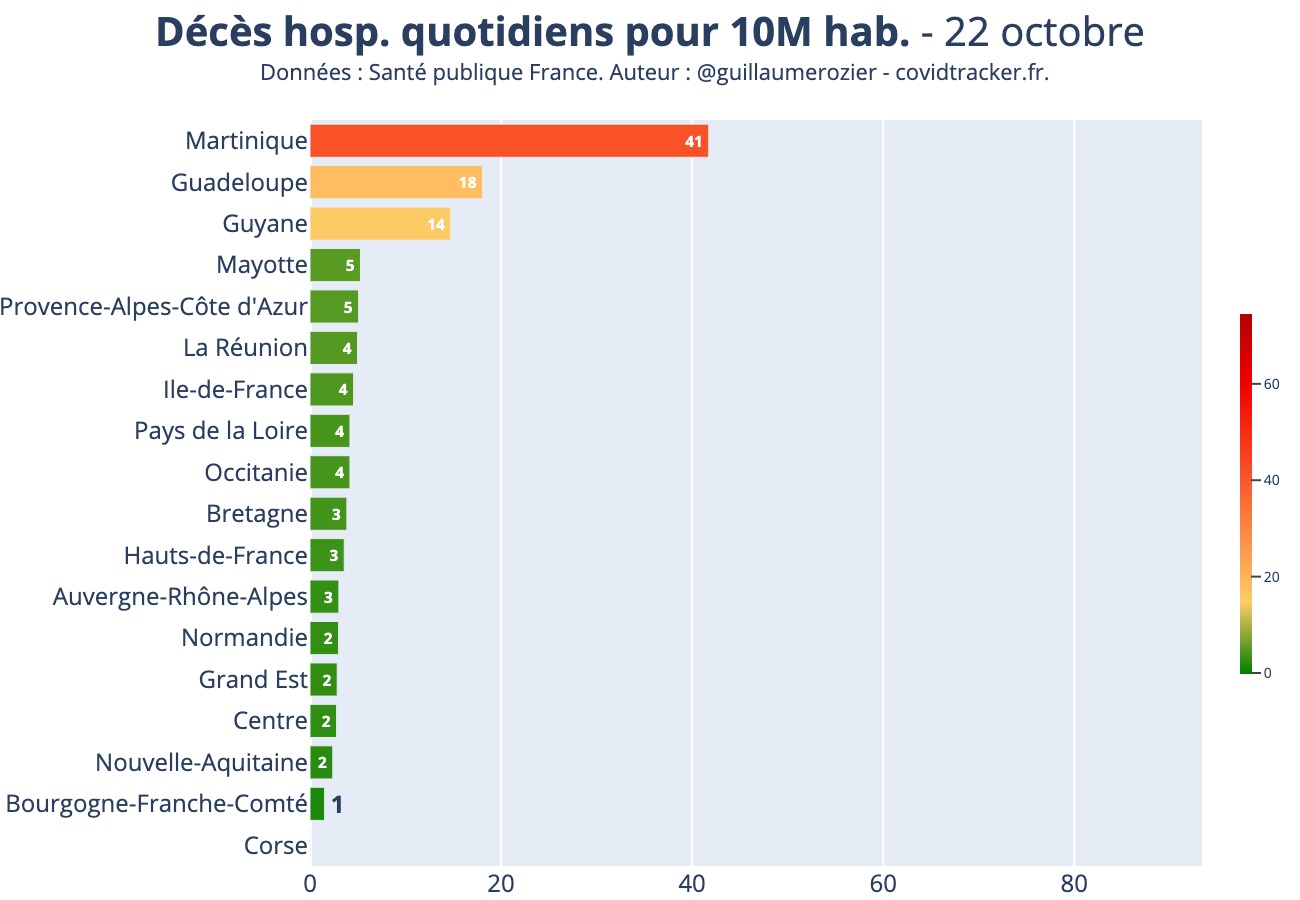 Décès hosp. quotidiens pour 10M hab. - 22 octobre
Données : Santé publique France. Auteur : @guillaumerozier - covidtracker.fr.
Martinique 41
Guadeloupe 18
Guyane 14
Mayotte 5
Provence-Alpes-Côte d'Azur 5
La Réunion 4
Ile-de-France 4
Pays de la Loire 4
Occitanie 4
Bretagne 3
Hauts-de-France 3
Auvergne-Rhône-Alpes 3
Normandie 2
Grand Est 2
Centre 2
Nouvelle-Aquitaine 2
Bourgogne-Franche-Comté 1
Corse
0 20 40 60 80
60
40
20
0